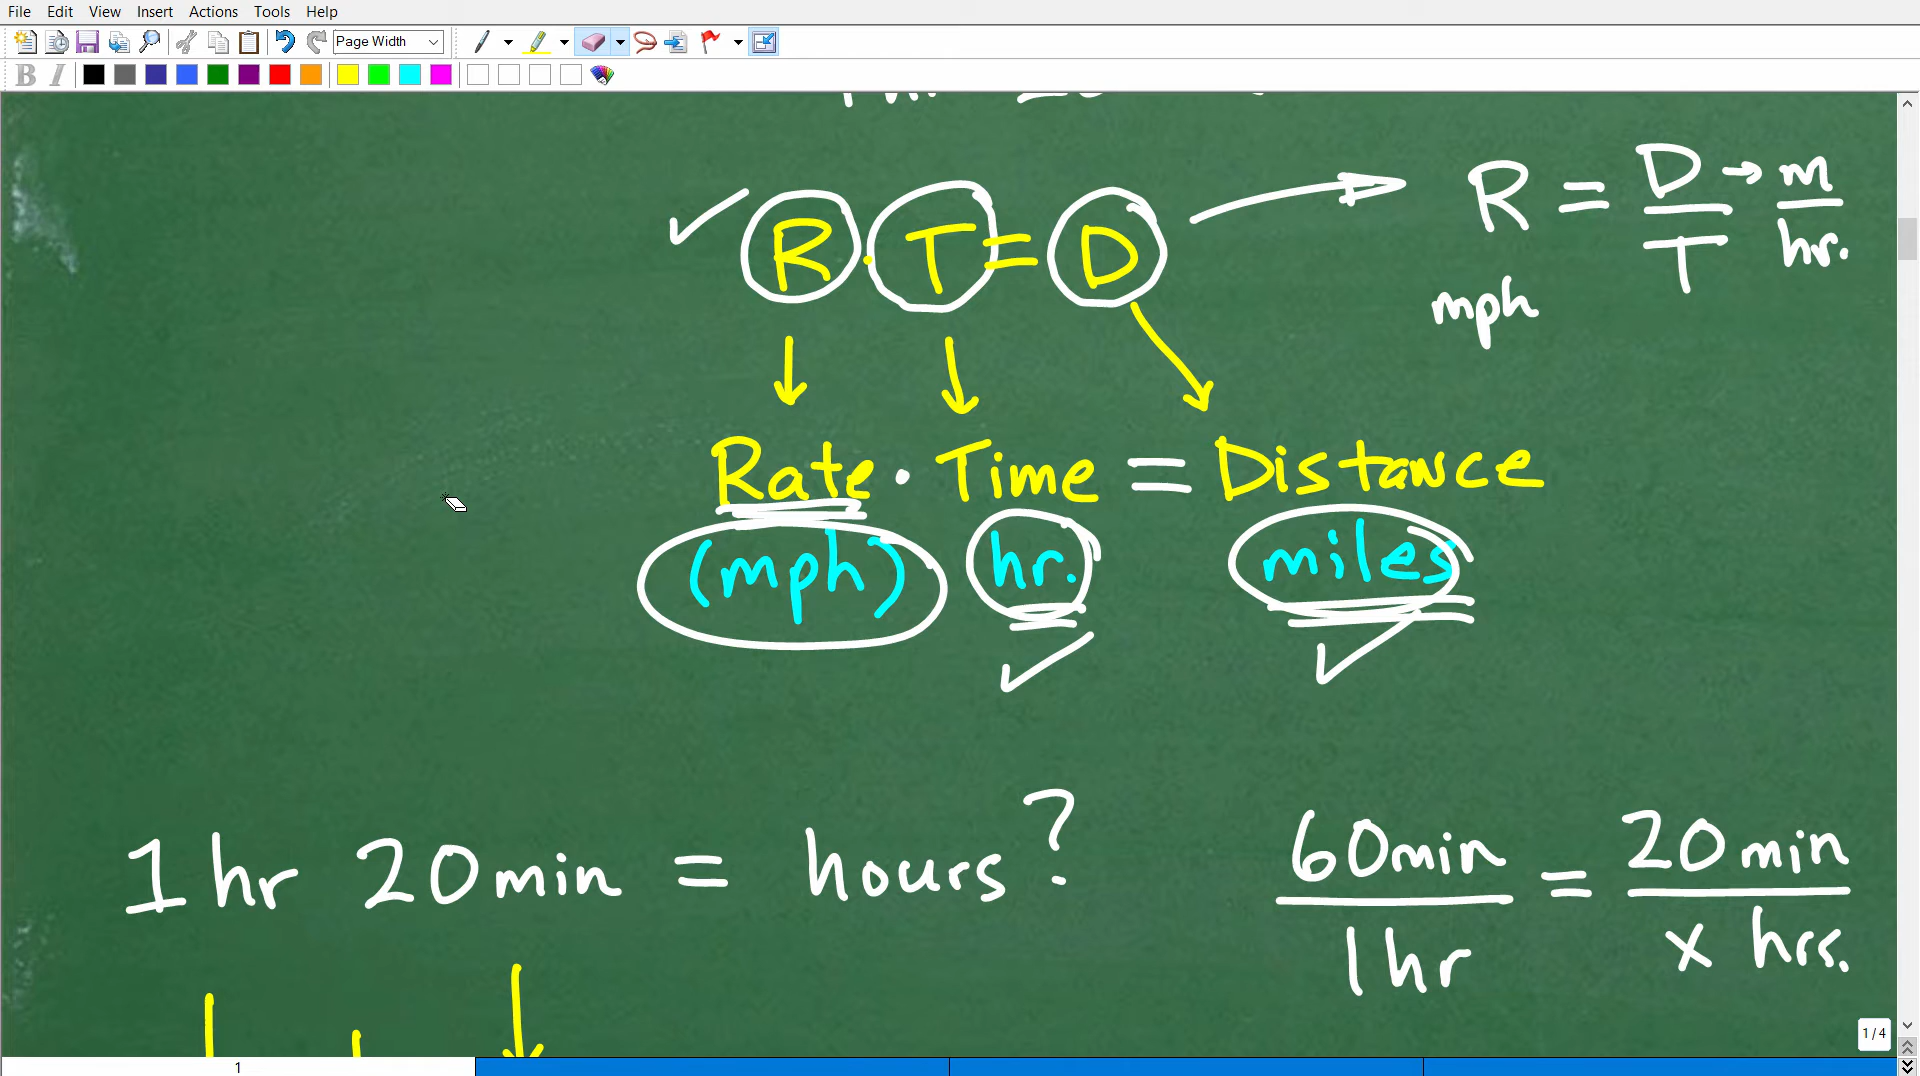 File Edit View Insert Actions Tools Help
Page Width
B I
R · T = D
R = D/T → m/hr.
mph
Rate · Time = Distance
(mph) hr. miles
1 hr 20 min = hours?
60 min / 1 hr = 20 min / x hrs.
1 / 4
1